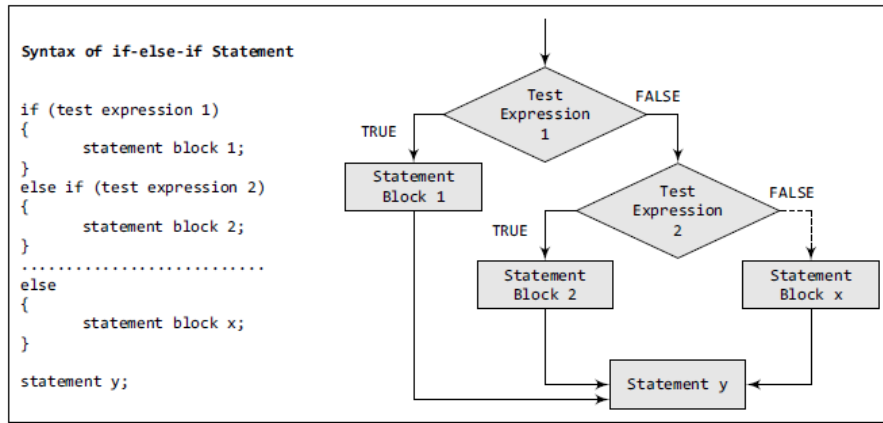 Syntax of if-else-if Statement
if (test expression 1)
{
statement block 1;
}
else if (test expression 2)
{
statement block 2;
}
...........................
else
{
statement block x;
}
statement y;
Test
Expression
1
FALSE
TRUE
Statement
Block 1
Test
Expression
2
FALSE
TRUE
Statement
Block 2
Statement
Block x
Statement y